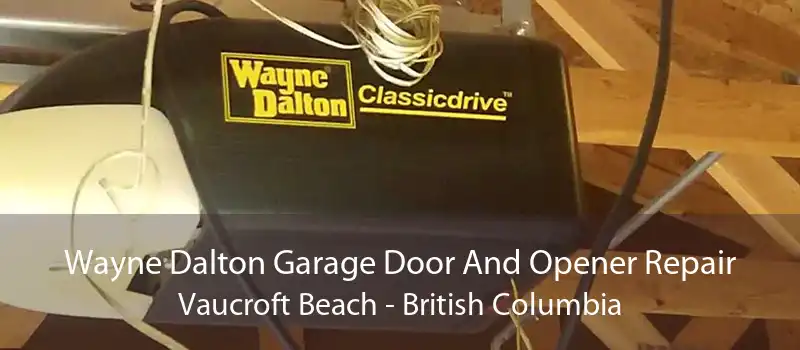 Wayne
Dalton
Classicdrive™
Wayne Dalton Garage Door And Opener Repair
Vaucroft Beach - British Columbia